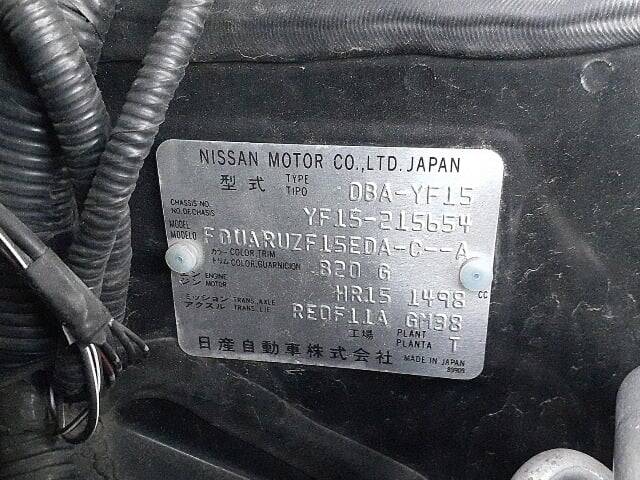 NISSAN MOTOR CO.,LTD. JAPAN
型式 TYPE TIPO DBA-YF15
CHASSIS NO. NO. DE CHASIS YF15-215654
MODEL MODELO FDUARUZF15EDA-C--A
カラー COLOR,TRIM トリム COLOR,GUARNICION 820 G
エンジン ENGINE MOTOR HR15 1498 CC
ミッション アクスル TRANS.,AXLE TRANS.,EJE RE0F11A GM38
工場 PLANT PLANTA T
日産自動車株式会社 MADE IN JAPAN